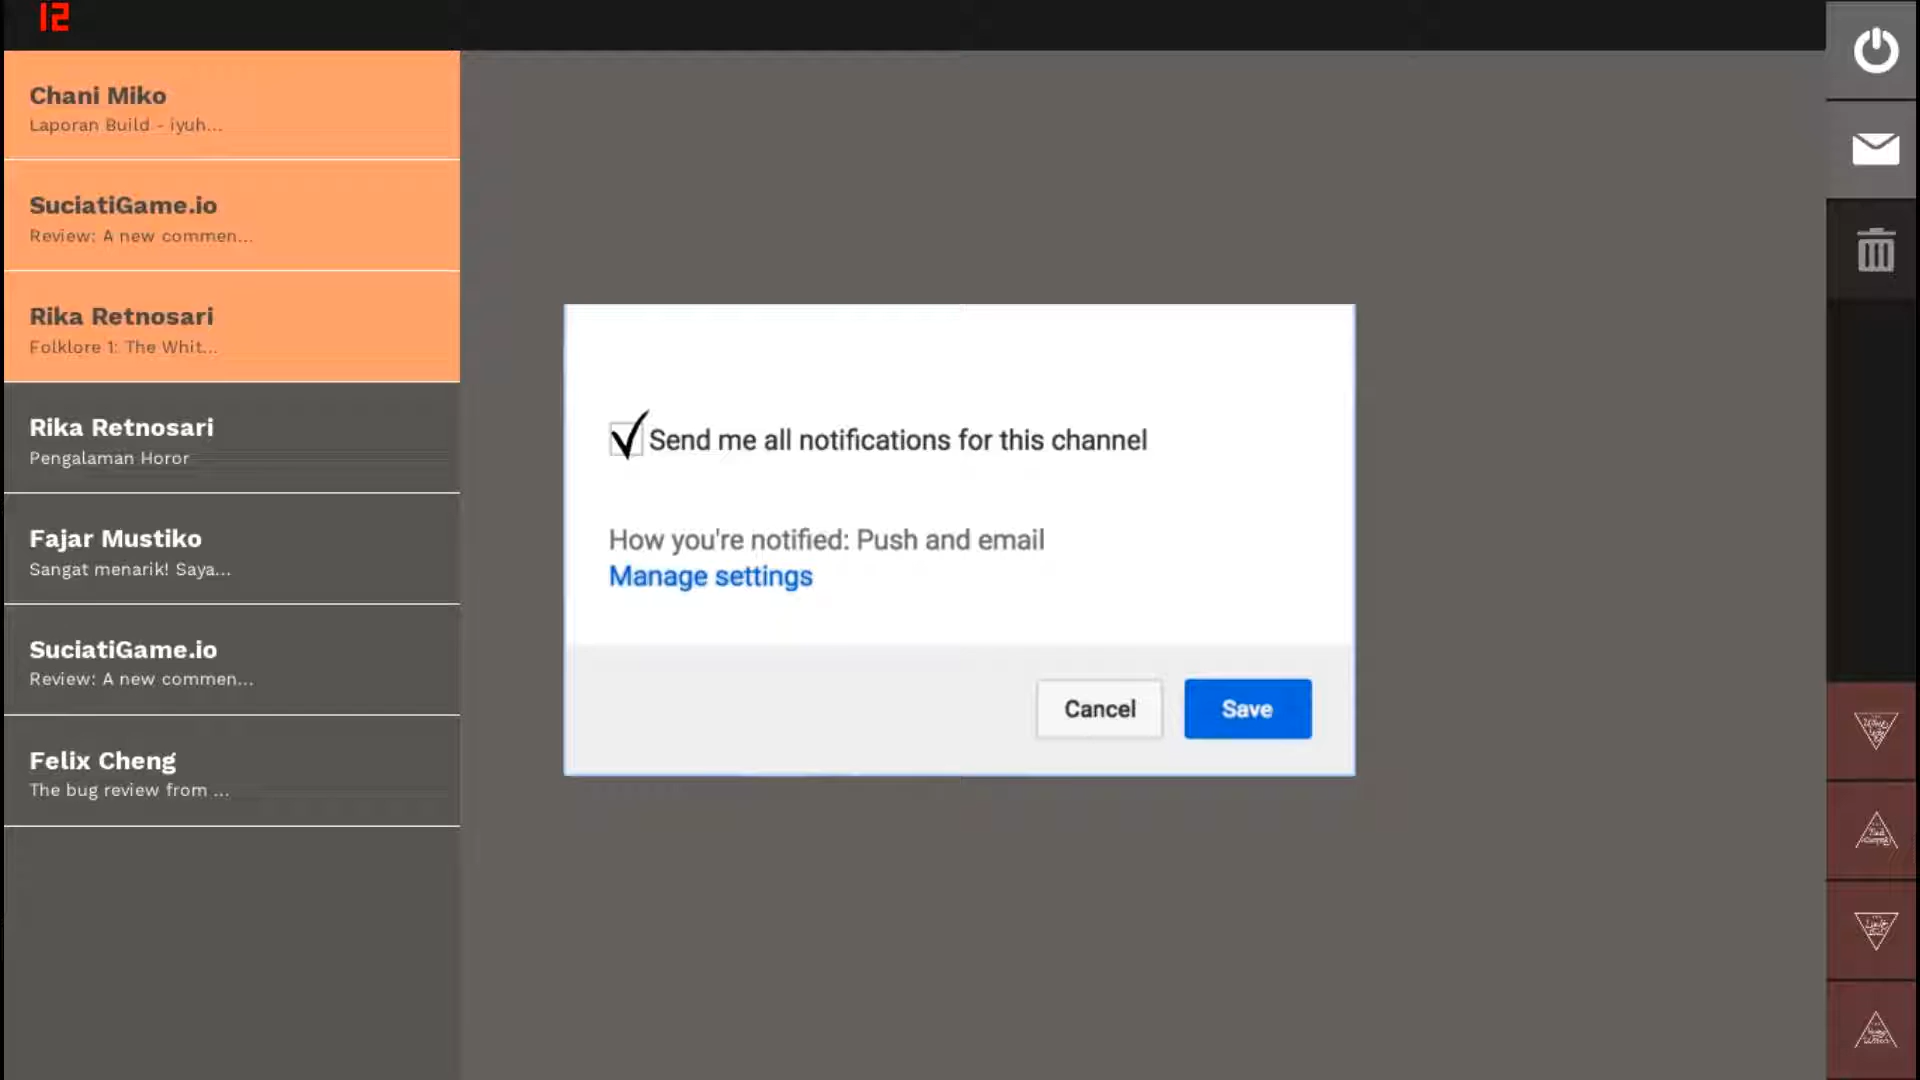 12
Chani Miko
Laporan Build - iyuh...
SuciatiGame.io
Review: A new commen...
Rika Retnosari
Folklore 1: The Whit...
Rika Retnosari
Pengalaman Horor
Fajar Mustiko
Sangat menarik! Saya...
SuciatiGame.io
Review: A new commen...
Felix Cheng
The bug review from ...
Send me all notifications for this channel
How you're notified: Push and email
Manage settings
Cancel
Save